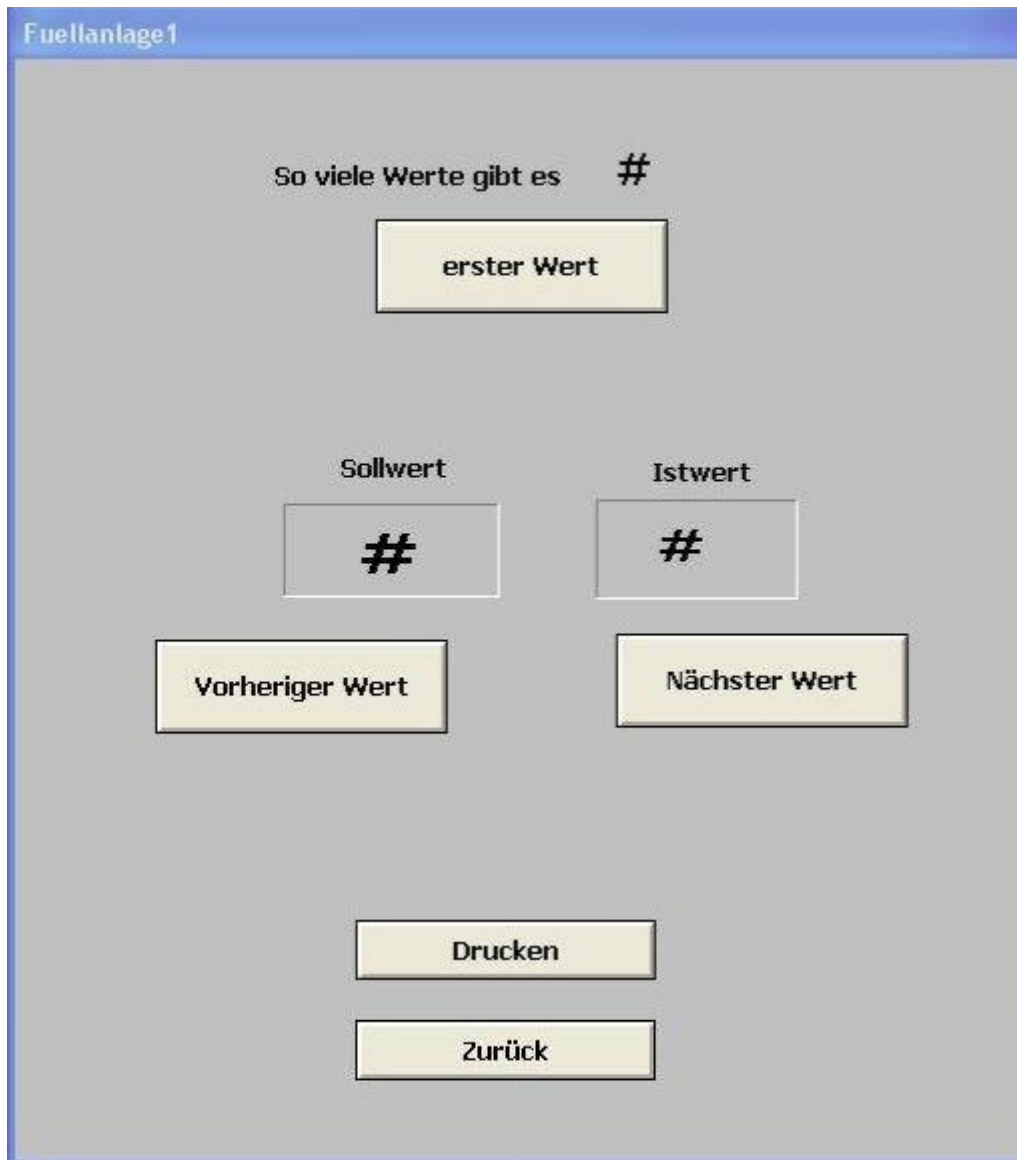 Fuellanlage1
So viele Werte gibt es #
erster Wert
Sollwert Istwert
# #
Vorheriger Wert Nächster Wert
Drucken
Zurück